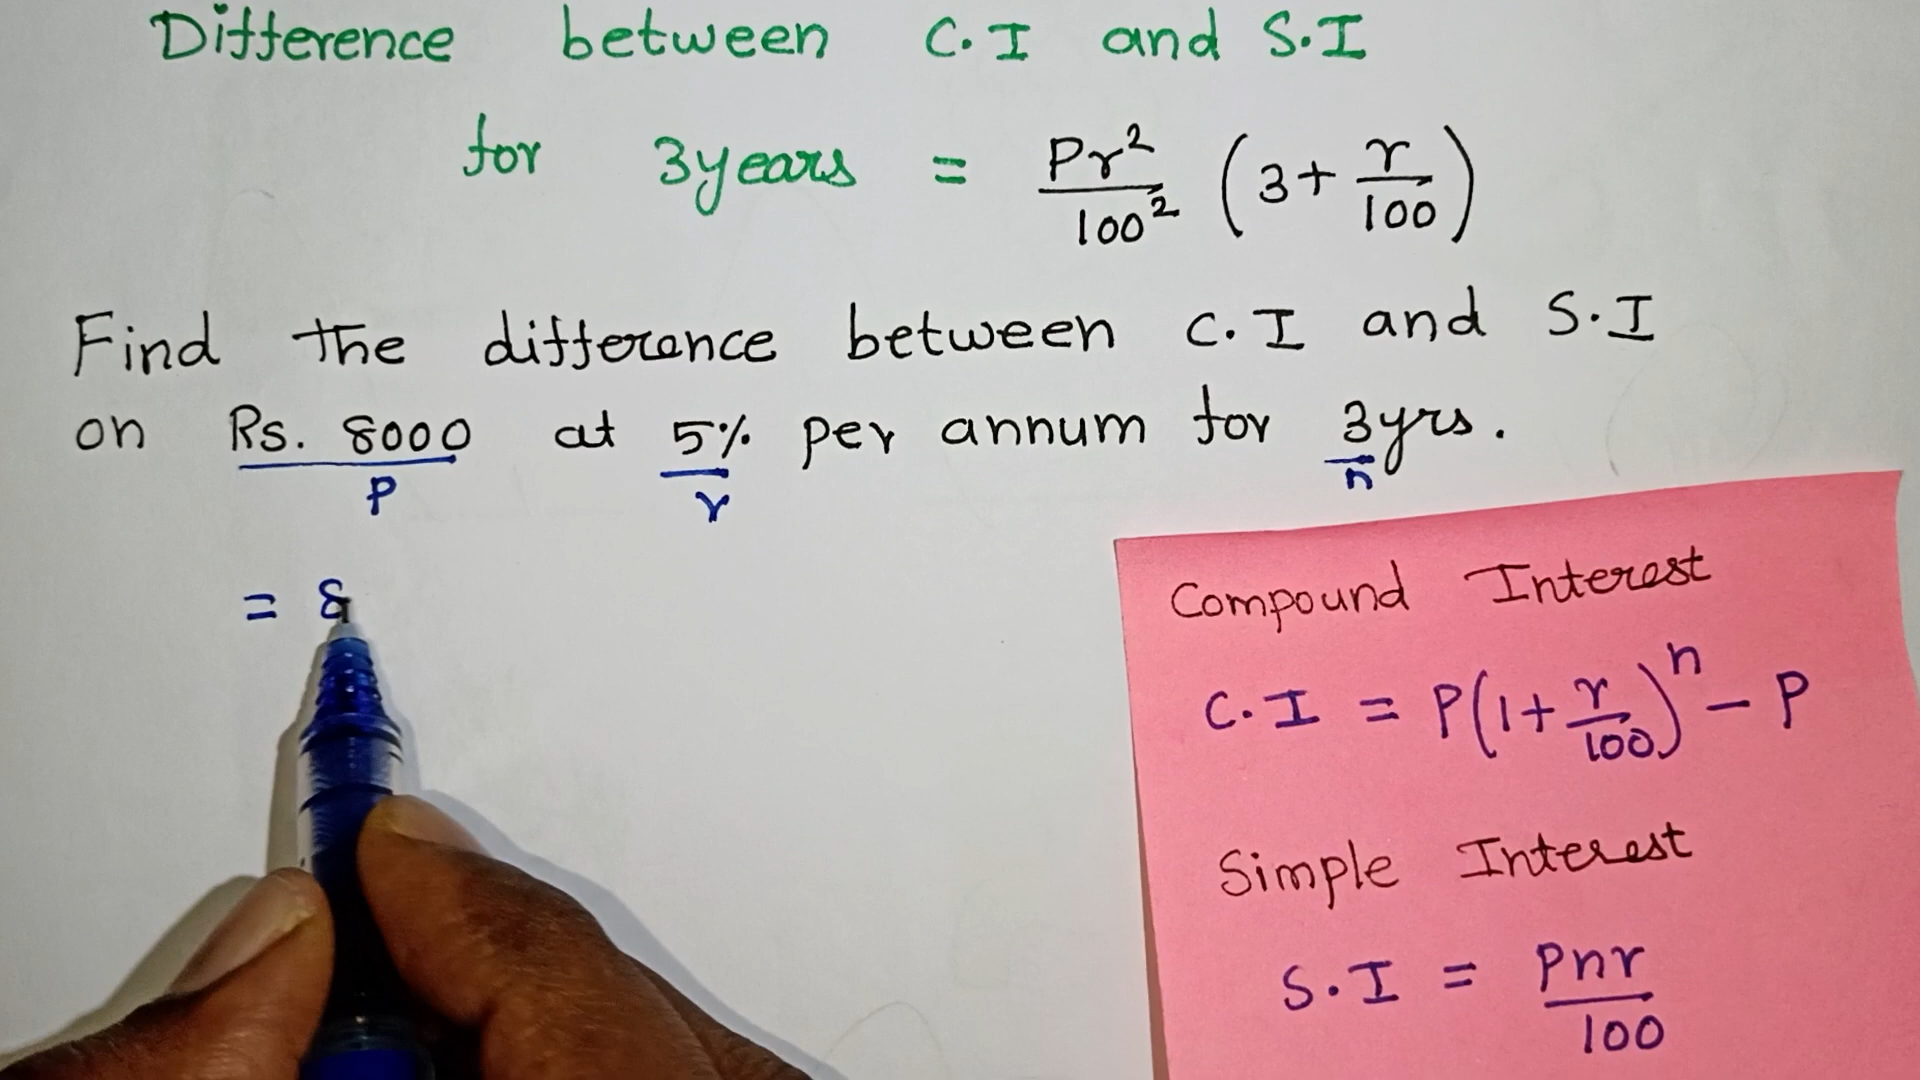 Difference between C.I and S.I
for 3years = Pr²/100² (3 + r/100)
Find the difference between C.I and S.I
on Rs. 8000 at 5% per annum for 3yrs.
P r n
= 8
Compound Interest
C.I = P(1 + r/100)ⁿ - P
Simple Interest
S.I = Pnr/100